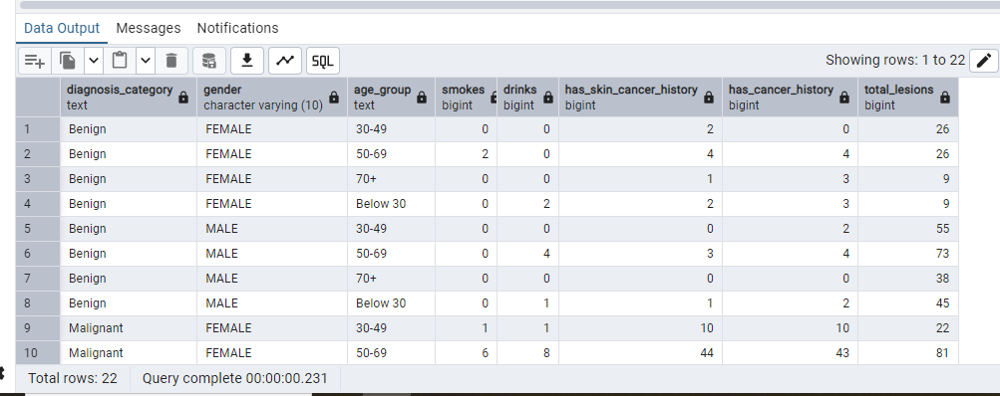 Data Output Messages Notifications
SQL Showing rows: 1 to 22
diagnosis_category gender age_group smokes drinks has_skin_cancer_history has_cancer_history total_lesions
text character varying (10) text bigint bigint bigint bigint bigint
1 Benign FEMALE 30-49 0 0 2 0 26
2 Benign FEMALE 50-69 2 0 4 4 26
3 Benign FEMALE 70+ 0 0 1 3 9
4 Benign FEMALE Below 30 0 2 2 3 9
5 Benign MALE 30-49 0 0 0 2 55
6 Benign MALE 50-69 0 4 3 4 73
7 Benign MALE 70+ 0 0 0 0 38
8 Benign MALE Below 30 0 1 1 2 45
9 Malignant FEMALE 30-49 1 1 10 10 22
10 Malignant FEMALE 50-69 6 8 44 43 81
Total rows: 22 Query complete 00:00:00.231